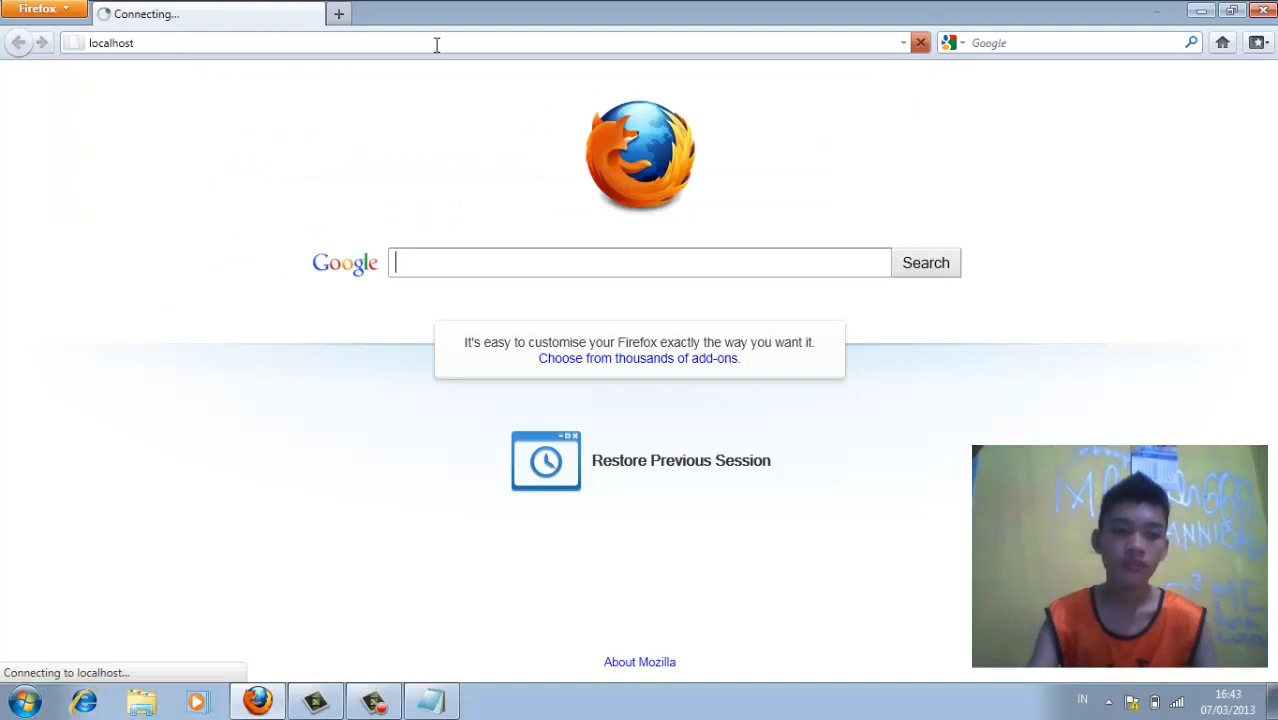 Firefox
Connecting...
localhost
Google
Google
Search
It's easy to customise your Firefox exactly the way you want it.
Choose from thousands of add-ons.
Restore Previous Session
About Mozilla
Connecting to localhost...
IN
16:43
07/03/2013